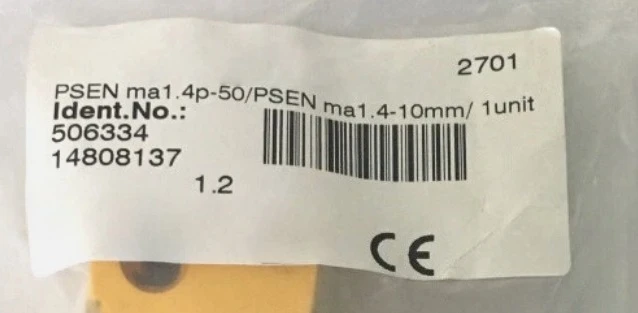 2701
PSEN ma1.4p-50/PSEN ma1.4-10mm/ 1unit
Ident.No.:
506334
14808137
1.2
CE